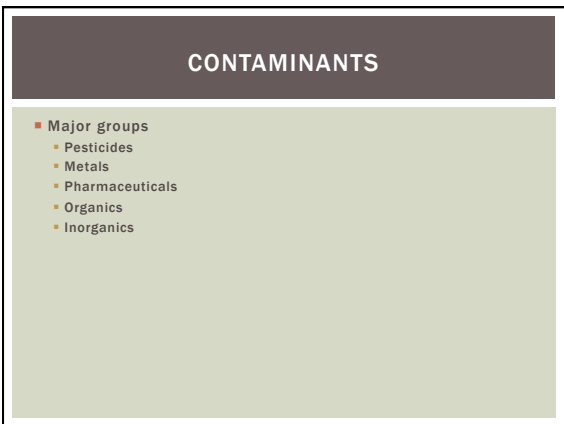 CONTAMINANTS
▪ Major groups
▪ Pesticides
▪ Metals
▪ Pharmaceuticals
▪ Organics
▪ Inorganics